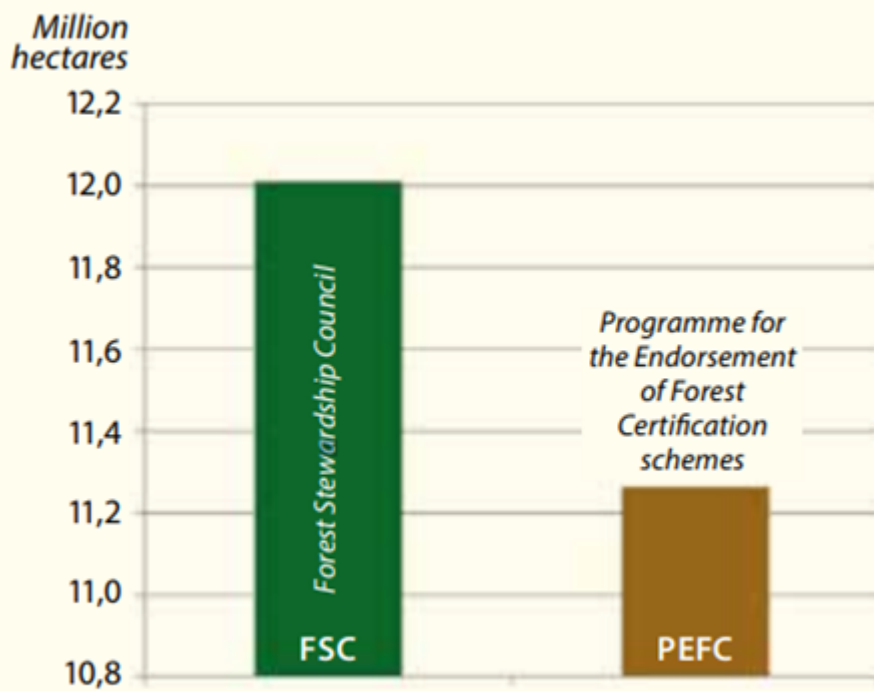 Million
hectares
12,2
12,0
11,8
11,6
11,4
11,2
11,0
10,8
Forest Stewardship Council
FSC
Programme for
the Endorsement
of Forest
Certification
schemes
PEFC